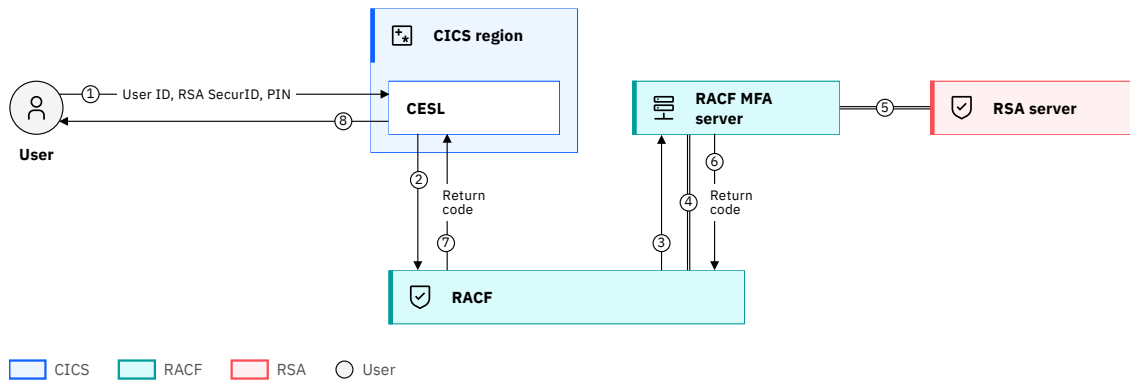 CICS region
1
User ID, RSA SecurID, PIN
CESL
RACF MFA
server
5
RSA server
8
User
2
Return
code
7
3
4
6
Return
code
RACF
CICS
RACF
RSA
User